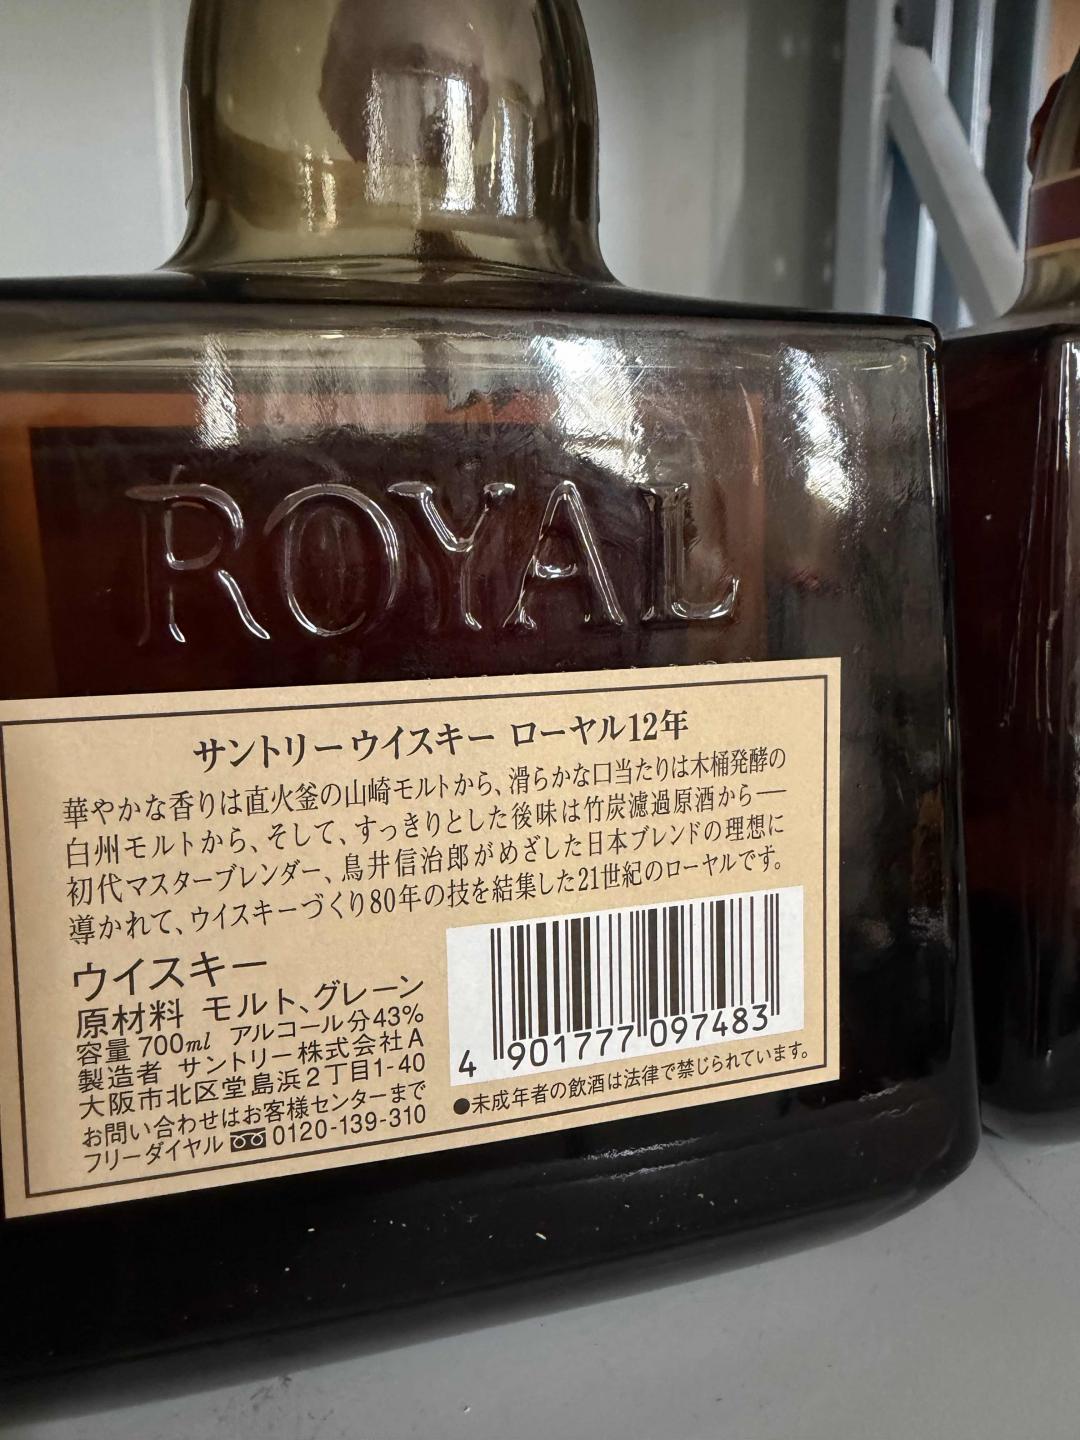 ROYAL
サントリーウイスキー ローヤル12年
華やかな香りは直火釜の山崎モルトから、滑らかな口当たりは木桶発酵の
白州モルトから、そして、すっきりとした後味は竹炭濾過原酒から──
初代マスターブレンダー、鳥井信治郎がめざした日本ブレンドの理想に
導かれて、ウイスキーづくり80年の技を結集した21世紀のローヤルです。
ウイスキー
原材料 モルト、グレーン
容量 700ml アルコール分43%
製造者 サントリー株式会社A
大阪市北区堂島浜2丁目1-40
お問い合わせはお客様センターまで
フリーダイヤル 0120-139-310
4 901777 097483
●未成年者の飲酒は法律で禁じられています。